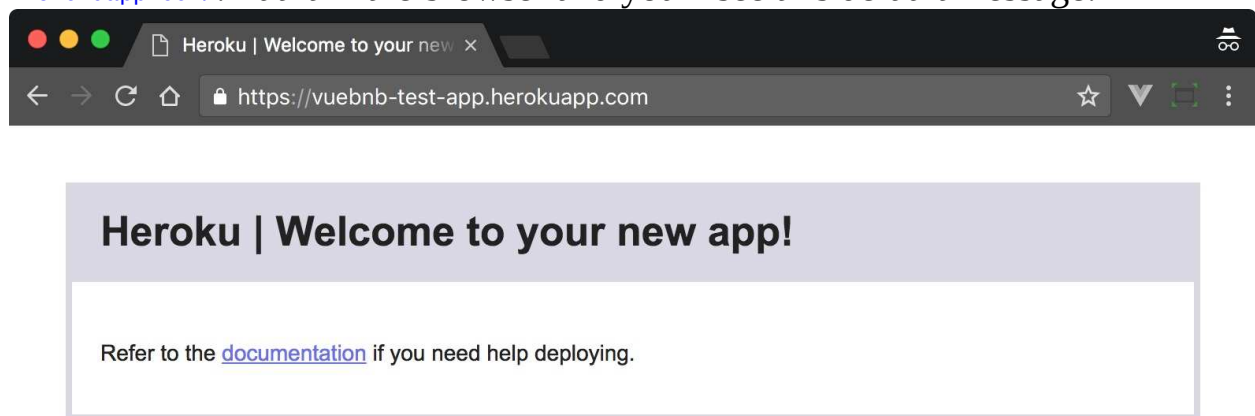 Heroku | Welcome to your new
https://vuebnb-test-app.herokuapp.com
Heroku | Welcome to your new app!
Refer to the documentation if you need help deploying.